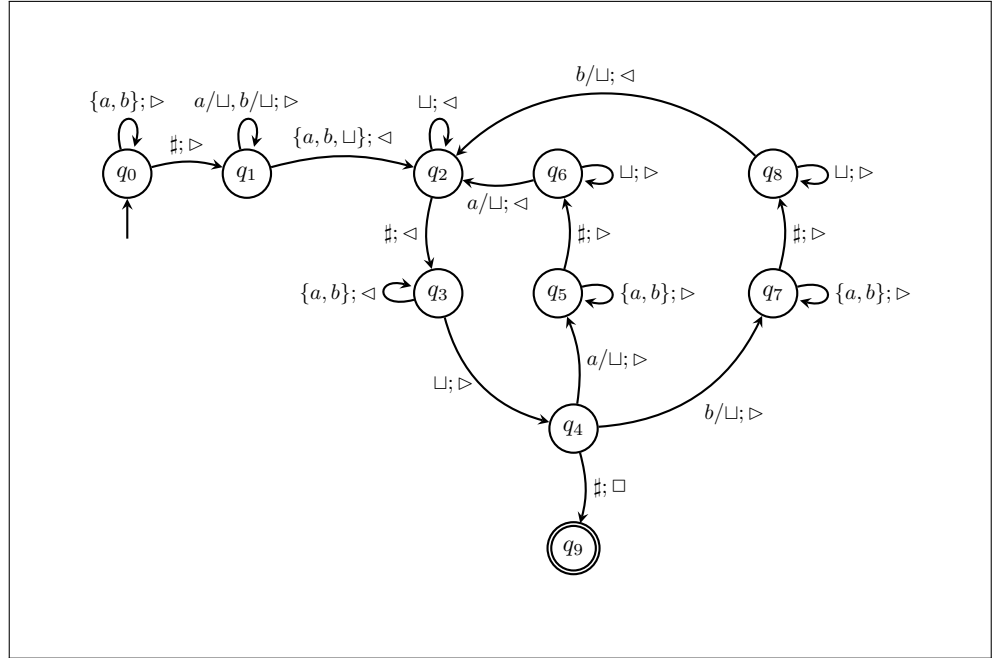 b/⊔; ◁
{a, b}; ▷ a/⊔, b/⊔; ▷ ⊔; ◁
♯; ▷ {a, b, ⊔}; ◁
q0 q1 q2 q6 ⊔; ▷ q8 ⊔; ▷
a/⊔; ◁
♯; ◁ ♯; ▷ ♯; ▷
{a, b}; ◁ q3 q5 {a, b}; ▷ q7 {a, b}; ▷
a/⊔; ▷
⊔; ▷
b/⊔; ▷
q4
♯; □
q9